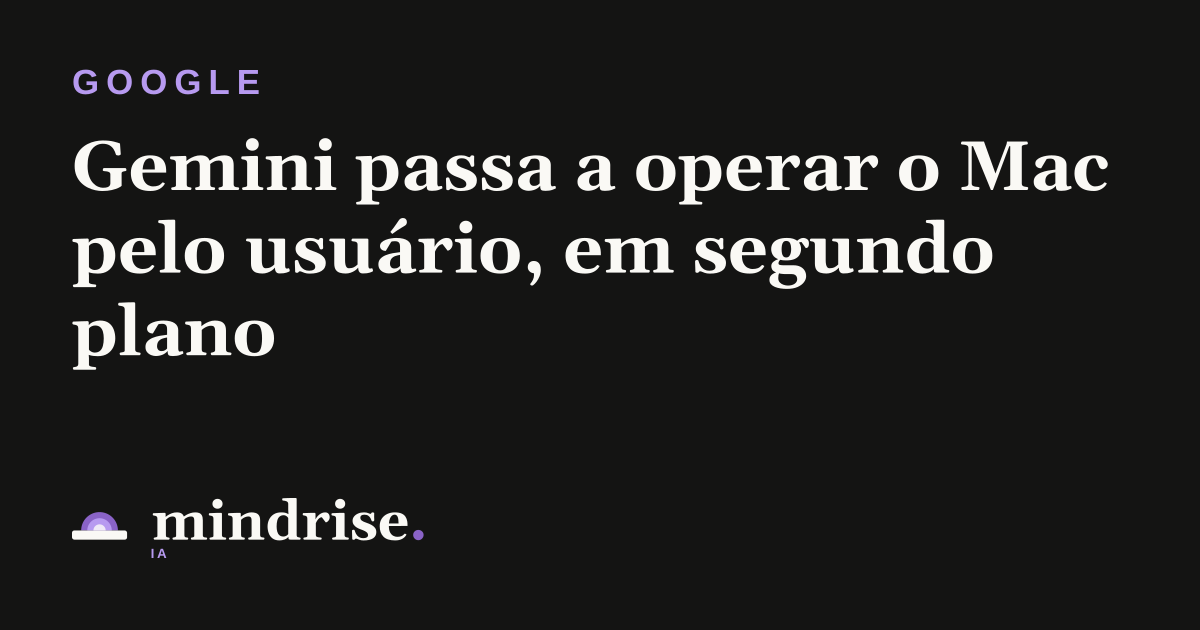 GOOGLE
Gemini passa a operar o Mac
pelo usuário, em segundo
plano
mindrise.
IA